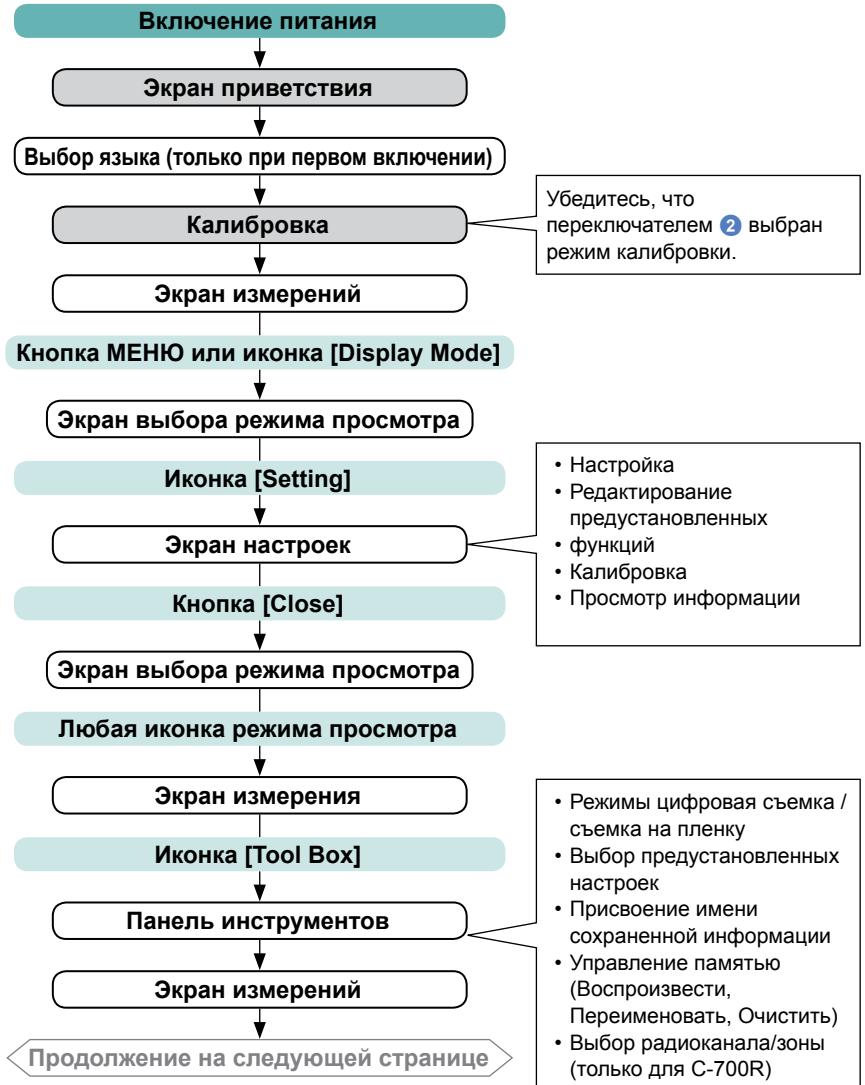 Включение питания
Экран приветствия
Выбор языка (только при первом включении)
Калибровка
Убедитесь, что
переключателем 2 выбран
режим калибровки.
Экран измерений
Кнопка МЕНЮ или иконка [Display Mode]
Экран выбора режима просмотра
Иконка [Setting]
Экран настроек
• Настройка
• Редактирование
предустановленных
• функций
• Калибровка
• Просмотр информации
Кнопка [Close]
Экран выбора режима просмотра
Любая иконка режима просмотра
Экран измерения
Иконка [Tool Box]
Панель инструментов
• Режимы цифровая съемка /
съемка на пленку
• Выбор предустановленных
настроек
• Присвоение имени
сохраненной информации
• Управление памятью
(Воспроизвести,
Переименовать, Очистить)
• Выбор радиоканала/зоны
(только для C-700R)
Экран измерений
Продолжение на следующей странице